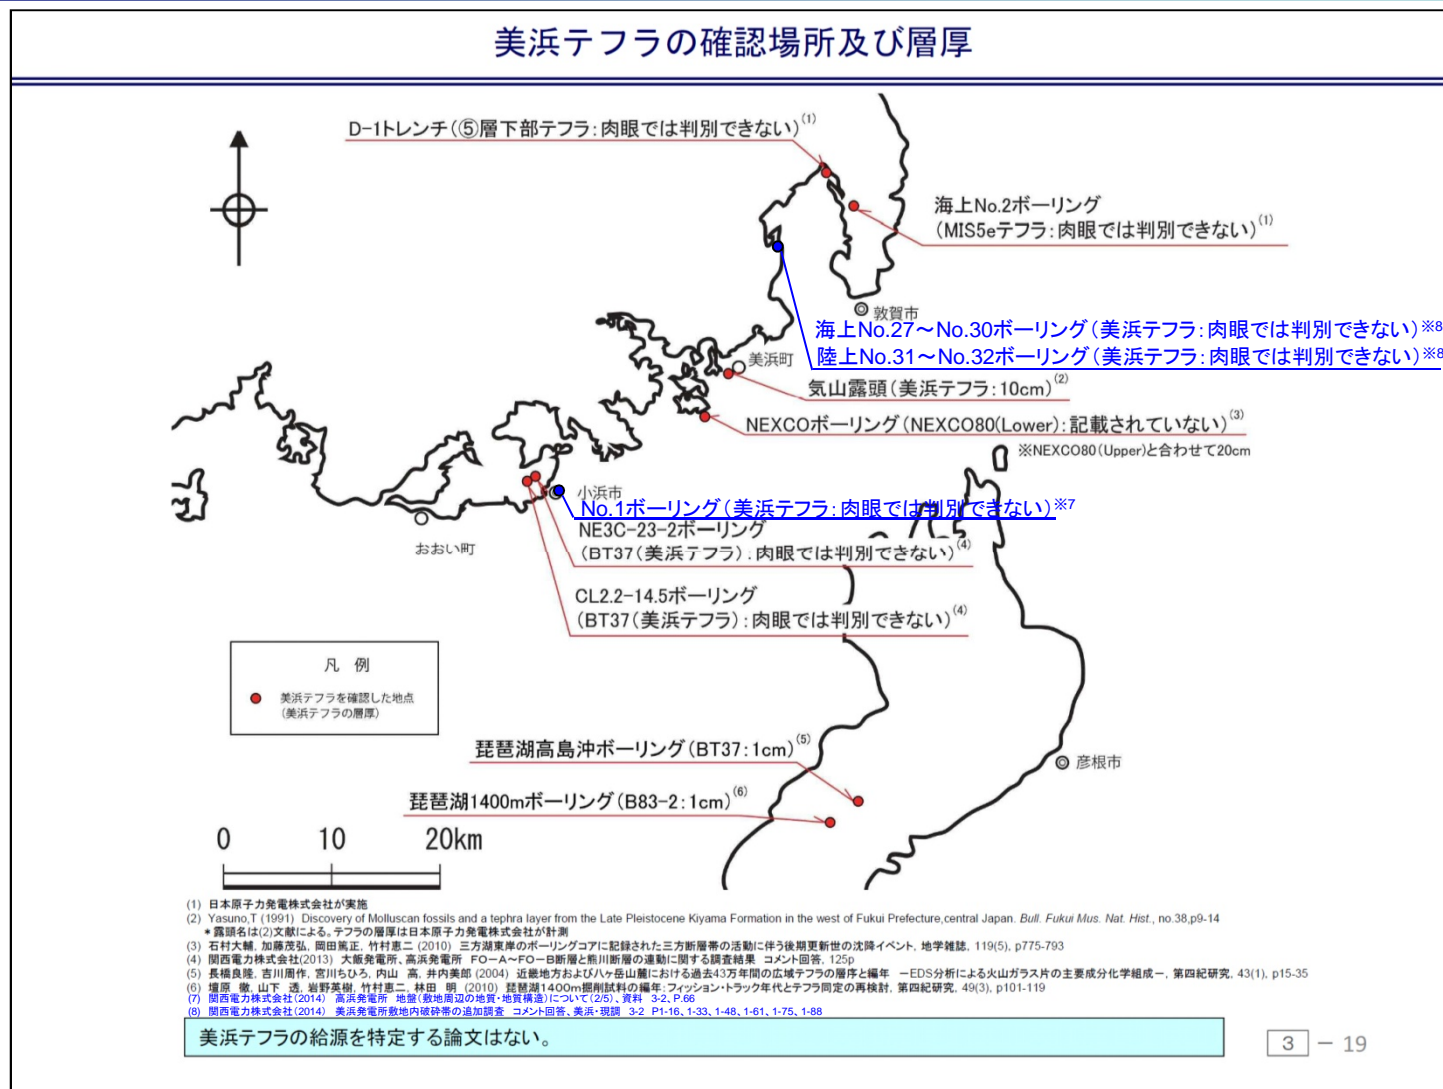 美浜テフラの確認場所及び層厚
D-1トレンチ(⑤層下部テフラ:肉眼では判別できない)(1)
海上No.2ボーリング
(MIS5eテフラ:肉眼では判別できない)(1)
敦賀市
海上No.27~No.30ボーリング(美浜テフラ:肉眼では判別できない)※8
陸上No.31~No.32ボーリング(美浜テフラ:肉眼では判別できない)※8
美浜町
気山露頭(美浜テフラ:10cm)(2)
NEXCOボーリング(NEXCO80(Lower):記載されていない)(3)
※NEXCO80(Upper)と合わせて20cm
小浜市
No.1ボーリング(美浜テフラ:肉眼では判別できない)※7
NE3C-23-2ボーリング
(BT37(美浜テフラ):肉眼では判別できない)(4)
おおい町
CL2.2-14.5ボーリング
(BT37(美浜テフラ):肉眼では判別できない)(4)
凡 例
美浜テフラを確認した地点
(美浜テフラの層厚)
琵琶湖高島沖ボーリング(BT37:1cm)(5)
彦根市
琵琶湖1400mボーリング(B83-2:1cm)(6)
0 10 20km
(1) 日本原子力発電株式会社が実施
(2) Yasuno,T (1991) Discovery of Molluscan fossils and a tephra layer from the Late Pleistocene Kiyama Formation in the west of Fukui Prefecture,central Japan. Bull. Fukui Mus. Nat. Hist., no.38,p9-14
*露頭名は(2)文献による。テフラの層厚は日本原子力発電株式会社が計測
(3) 石村大輔, 加藤茂弘, 岡田篤正, 竹村恵二 (2010) 三方湖東岸のボーリングコアに記録された三方断層帯の活動に伴う後期更新世の沈降イベント, 地学雑誌, 119(5), p775-793
(4) 関西電力株式会社(2013) 大飯発電所、高浜発電所 FO-A~FO-B断層と熊川断層の連動に関する調査結果 コメント回答, 125p
(5) 長橋良隆, 吉川周作, 宮川ちひろ, 内山 高, 井内美郎 (2004) 近畿地方および八ヶ岳山麓における過去43万年間の広域テフラの層序と編年 -EDS分析による火山ガラス片の主要成分化学組成-, 第四紀研究, 43(1), p15-35
(6) 壇原 徹, 山下 透, 岩野英樹, 竹村恵二, 林田 明 (2010) 琵琶湖1400m掘削試料の編年:フィッション・トラック年代とテフラ同定の再検討, 第四紀研究, 49(3), p101-119
(7) 関西電力株式会社(2014) 高浜発電所 地盤(敷地周辺の地質・地質構造)について(2/5)、資料 3-2、P.66
(8) 関西電力株式会社(2014) 美浜発電所敷地内破砕帯の追加調査 コメント回答、美浜・現調 3-2 P1-16、1-33、1-48、1-61、1-75、1-88
美浜テフラの給源を特定する論文はない。
3 - 19